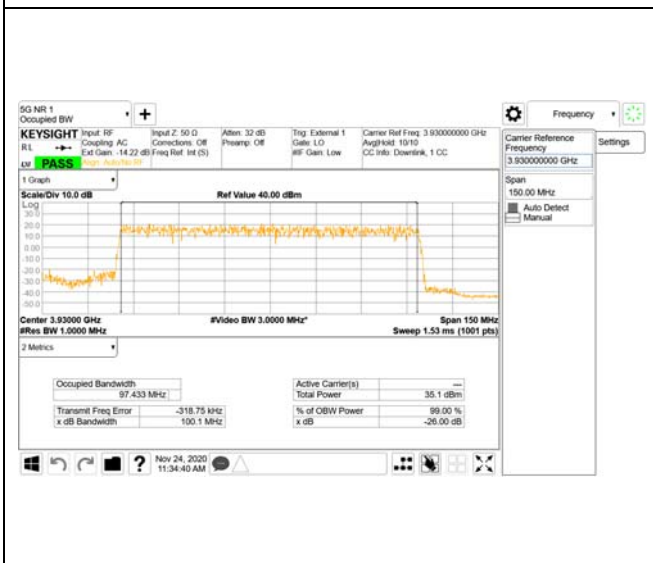 5G NR 1
Occupied BW
Frequency
KEYSIGHT Input: RF Input Z: 50 Ω Atten: 32 dB Trig: External 1 Carrier Ref Freq: 3.930000000 GHz
RL Coupling: AC Corrections: Off Preamp: Off Gate: LO Avg|Hold: 10/10
Ext Gain: -14.22 dB Freq Ref: Int (S) #IF Gain: Low CC Info: Downlink, 1 CC
PASS Align: Auto/No RF
Carrier Reference
Frequency
3.930000000 GHz
Settings
Span
150.00 MHz
Auto Detect
Manual
1 Graph
Scale/Div 10.0 dB Ref Value 40.00 dBm
Log
30.0
20.0
10.0
0.00
-10.0
-20.0
-30.0
-40.0
-50.0
Center 3.93000 GHz #Video BW 3.0000 MHz* Span 150 MHz
#Res BW 1.0000 MHz Sweep 1.53 ms (1001 pts)
2 Metrics
Occupied Bandwidth Active Carrier(s) ---
97.433 MHz Total Power 35.1 dBm
Transmit Freq Error -318.75 kHz % of OBW Power 99.00 %
x dB Bandwidth 100.1 MHz x dB -26.00 dB
? Nov 24, 2020
11:34:40 AM